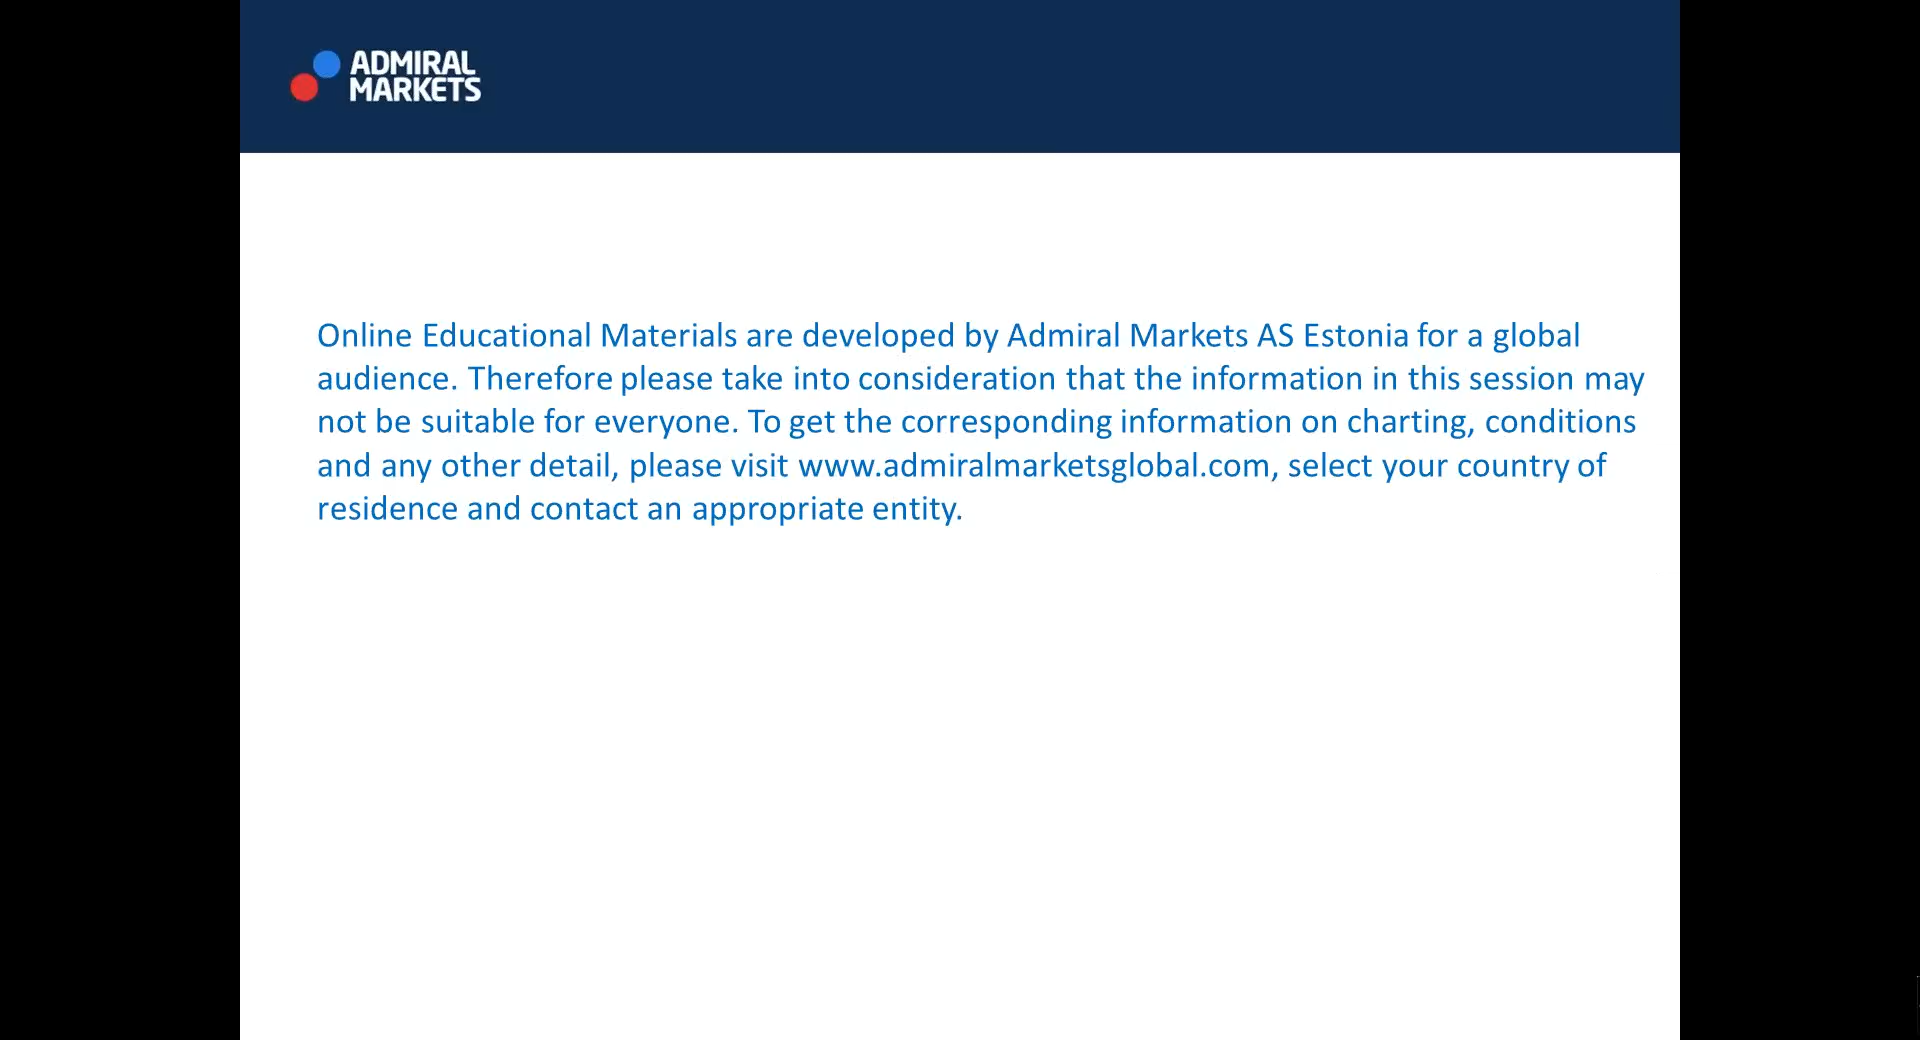 ADMIRAL
MARKETS
Online Educational Materials are developed by Admiral Markets AS Estonia for a global
audience. Therefore please take into consideration that the information in this session may
not be suitable for everyone. To get the corresponding information on charting, conditions
and any other detail, please visit www.admiralmarketsglobal.com, select your country of
residence and contact an appropriate entity.